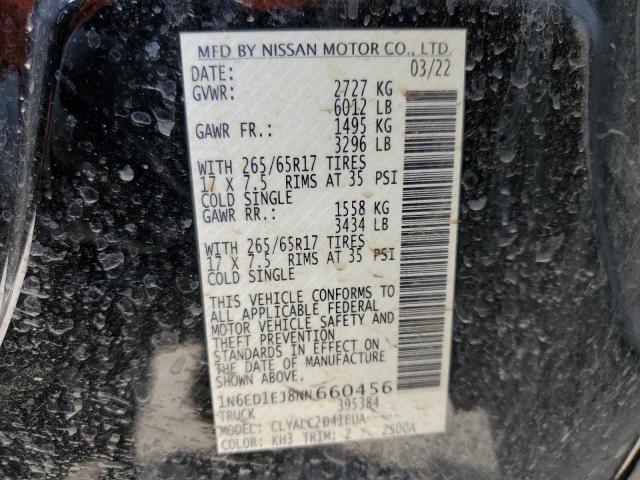 MFD BY NISSAN MOTOR CO., LTD.
DATE: 03/22
GVWR: 2727 KG
6012 LB
GAWR FR.: 1495 KG
3296 LB
WITH 265/65R17 TIRES
17 X 7.5 RIMS AT 35 PSI
COLD SINGLE
GAWR RR.: 1558 KG
3434 LB
WITH 265/65R17 TIRES
17 X 7.5 RIMS AT 35 PSI
COLD SINGLE
THIS VEHICLE CONFORMS TO
ALL APPLICABLE FEDERAL
MOTOR VEHICLE SAFETY AND
THEFT PREVENTION
STANDARDS IN EFFECT ON
THE DATE OF MANUFACTURE
SHOWN ABOVE.
1N6ED1EJ8NN660456
TRUCK 395384
MODEL: CLYALC2D41EUA
COLOR: KH3 TRIM: Z 2S00A